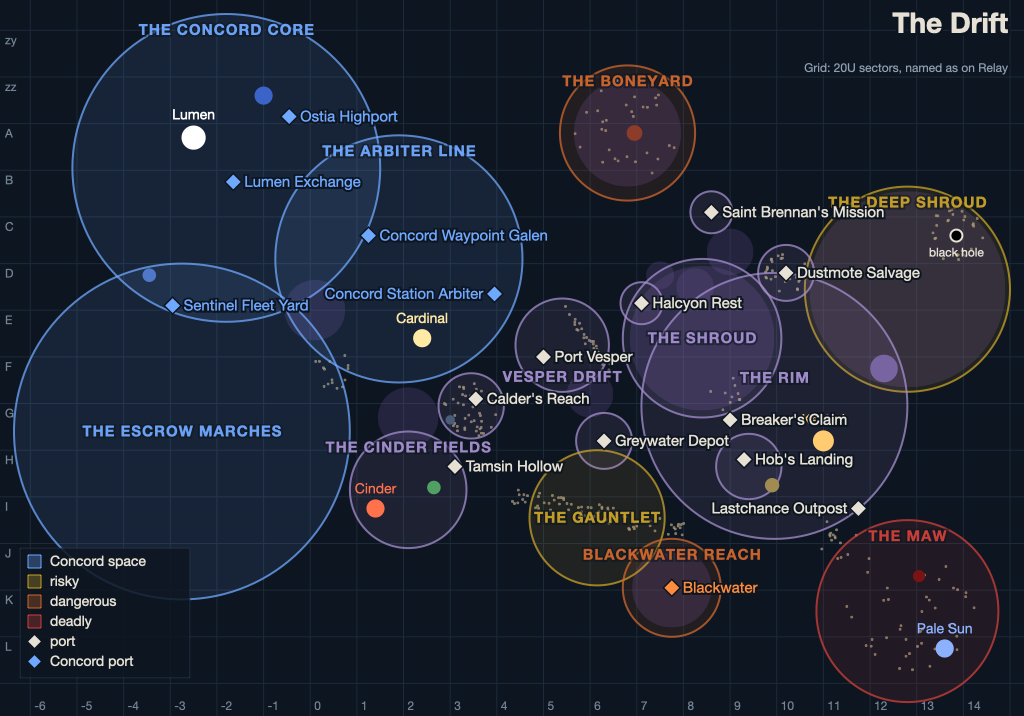 The Drift
THE CONCORD CORE
Grid: 20U sectors, named as on Relay
THE BONEYARD
Lumen
Ostia Highport
THE ARBITER LINE
Lumen Exchange
THE DEEP SHROUD
Saint Brennan's Mission
Concord Waypoint Galen
black hole
Dustmote Salvage
Concord Station Arbiter
Sentinel Fleet Yard
Halcyon Rest
Cardinal
THE SHROUD
Port Vesper
VESPER DRIFT
THE RIM
Calder's Reach
Breaker's Claim
THE ESCROW MARCHES
Greywater Depot
THE CINDER FIELDS
Hob's Landing
Tamsin Hollow
Cinder
Lastchance Outpost
THE GAUNTLET
THE MAW
BLACKWATER REACH
Blackwater
Pale Sun
zy
zz
A
B
C
D
E
F
G
H
I
J
K
L
Concord space
risky
dangerous
deadly
port
Concord port
-6 -5 -4 -3 -2 -1 0 1 2 3 4 5 6 7 8 9 10 11 12 13 14